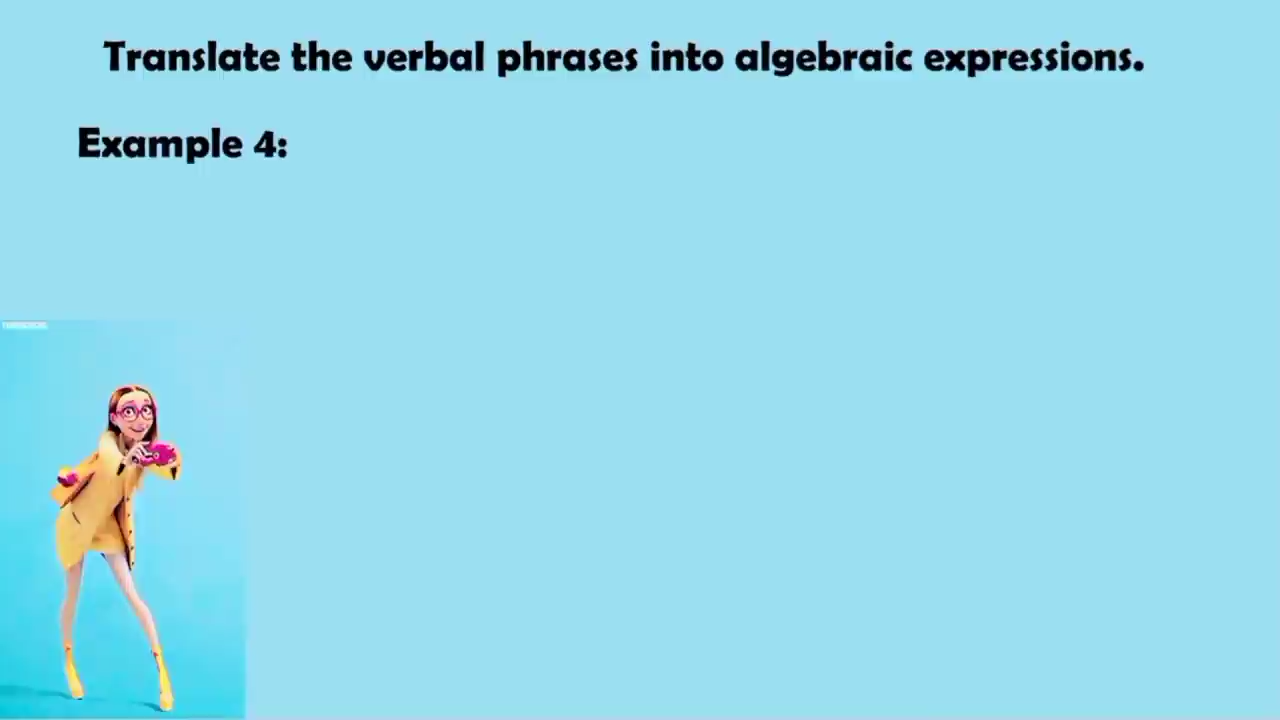 Translate the verbal phrases into algebraic expressions.
Example 4: